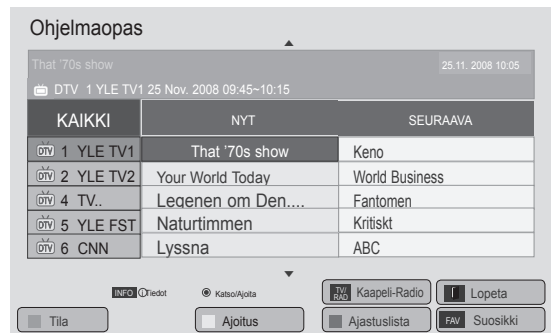 Ohjelmaopas
That '70s show 25.11. 2008 10:05
DTV 1 YLE TV1 25 Nov. 2008 09:45~10:15
KAIKKI NYT SEURAAVA
DTV 1 YLE TV1 That '70s show Keno
DTV 2 YLE TV2 Your World Today World Business
DTV 4 TV.. Legenen om Den.... Fantomen
DTV 5 YLE FST Naturtimmen Kritiskt
DTV 6 CNN Lyssna ABC
INFO ⓘTiedot Katso/Ajoita TV/RAD Kaapeli-Radio Lopeta
Tila Ajoitus Ajastuslista FAV Suosikki